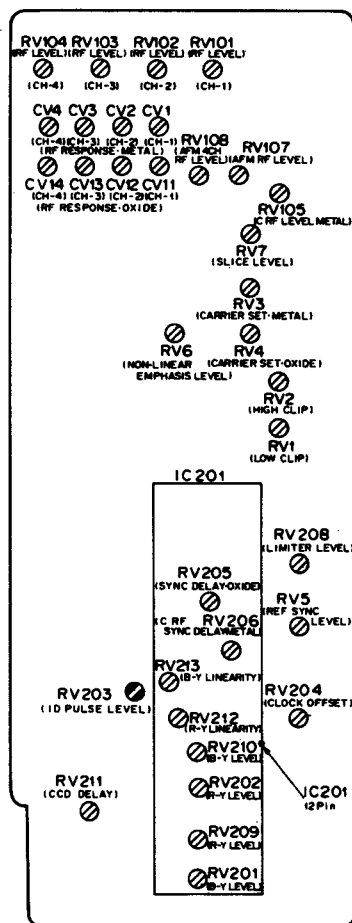 RV104 RV103 RV102 RV101
(RF LEVEL) (RF LEVEL) (RF LEVEL) (RF LEVEL)
(CH-4) (CH-3) (CH-2) (CH-1)
CV4 CV3 CV2 CV1
(CH-4) (CH-3) (CH-2) (CH-1)
(RF RESPONSE-METAL)
RV108
(AFM 4CH
RF LEVEL)
RV107
(AFM RF LEVEL)
CV14 CV13 CV12 CV11
(CH-4) (CH-3) (CH-2) (CH-1)
(RF RESPONSE-OXIDE)
RV105
(C RF LEVEL METAL)
RV7
(SLICE LEVEL)
RV3
(CARRIER SET-METAL)
RV6
(NON-LINEAR
EMPHASIS LEVEL)
RV4
(CARRIER SET-OXIDE)
RV2
(HIGH CLIP)
RV1
(LOW CLIP)
IC201
RV208
(LIMITER LEVEL)
RV205
(SYNC DELAY-OXIDE)
RV5
(REF SYNC
LEVEL)
RV206
(C RF
SYNC DELAYMETAL)
RV213
(B-Y LINEARITY)
RV203
(ID PULSE LEVEL)
RV204
(CLOCK OFFSET)
RV212
(R-Y LINEARITY)
RV210
(B-Y LEVEL)
RV211
(CCD DELAY)
RV202
(R-Y LEVEL)
IC201
12Pin
RV209
(R-Y LEVEL)
RV201
(B-Y LEVEL)